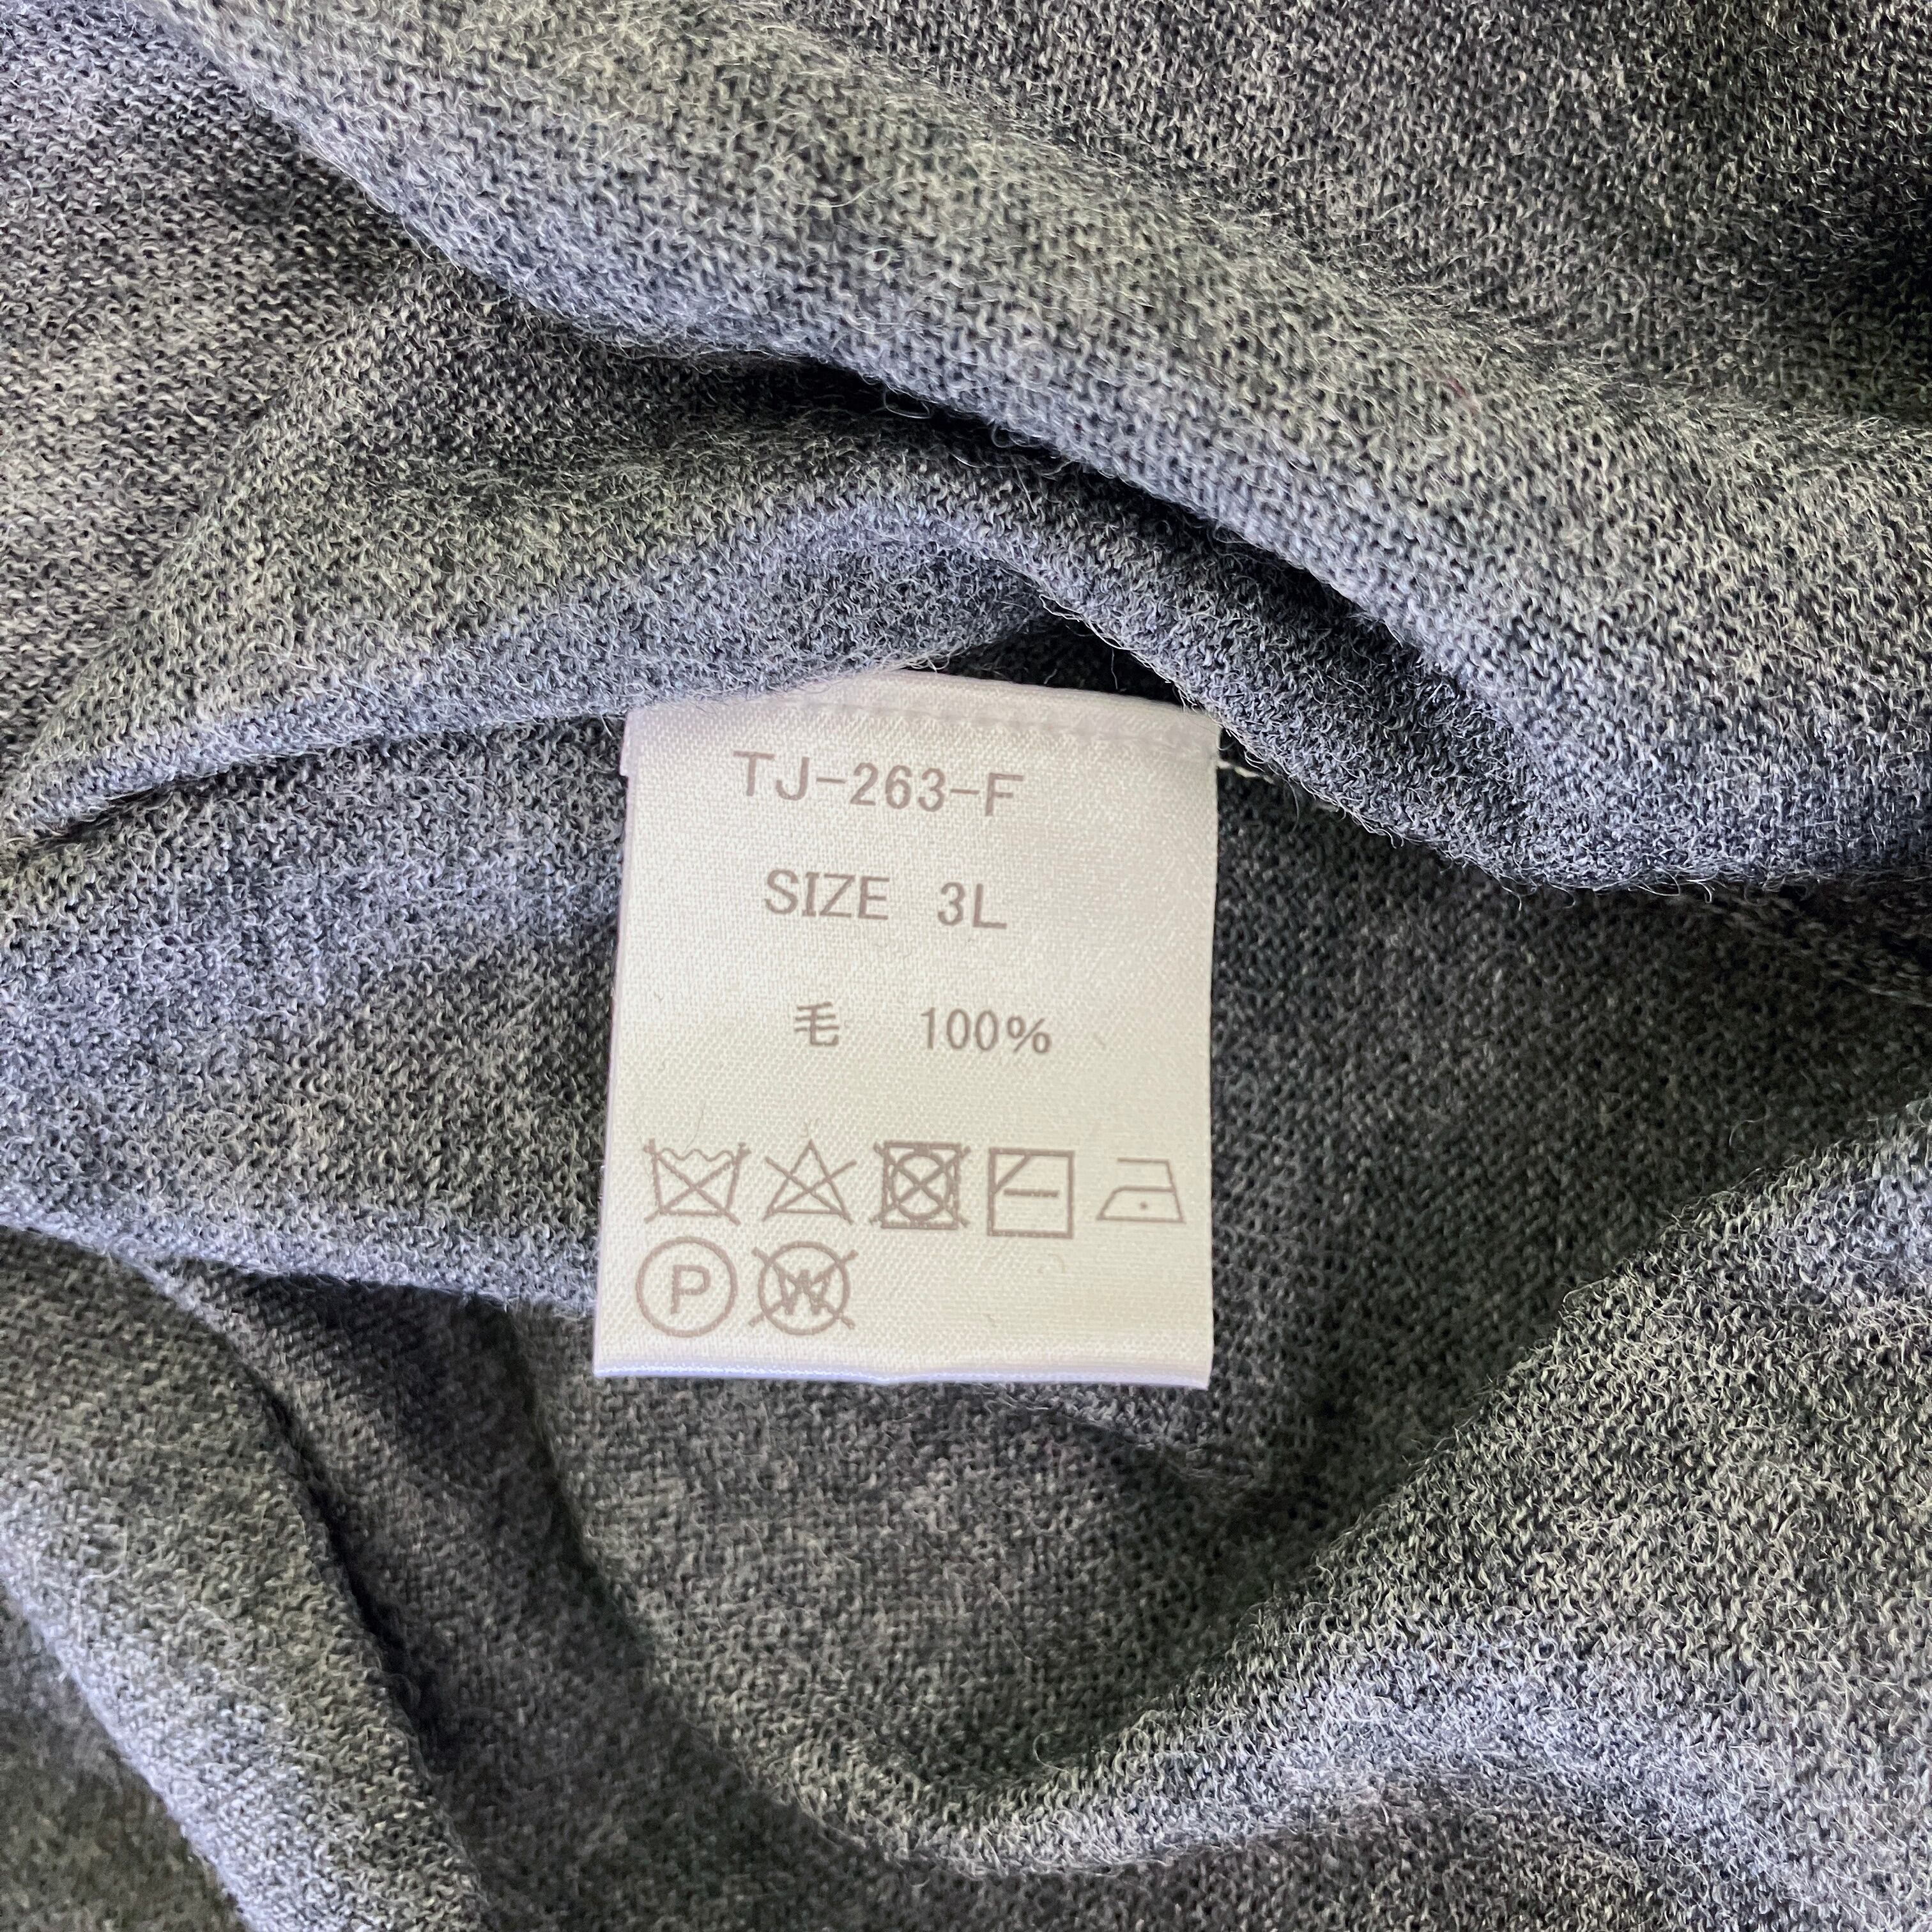 TJ-263-F
SIZE 3L
毛 100%
P W